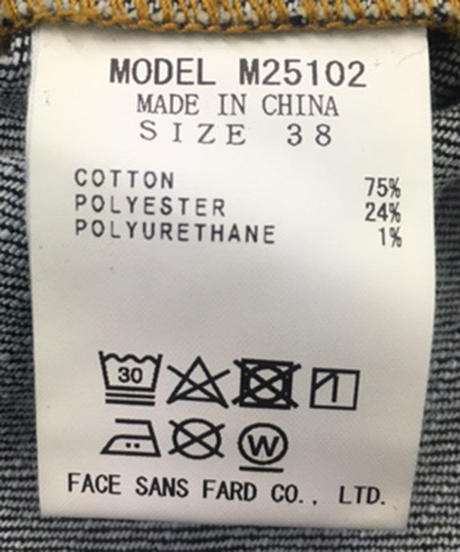 MODEL M25102
MADE IN CHINA
SIZE 38
COTTON 75%
POLYESTER 24%
POLYURETHANE 1%
30
W
FACE SANS FARD CO., LTD.